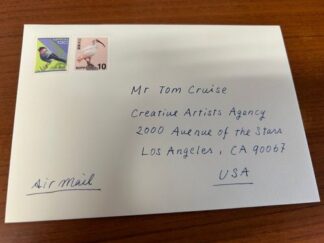 10
Mr Tom Cruise
Creative Artists Agency
2000 Avenue of the Stars
Los Angeles, CA 90067
USA
Air Mail